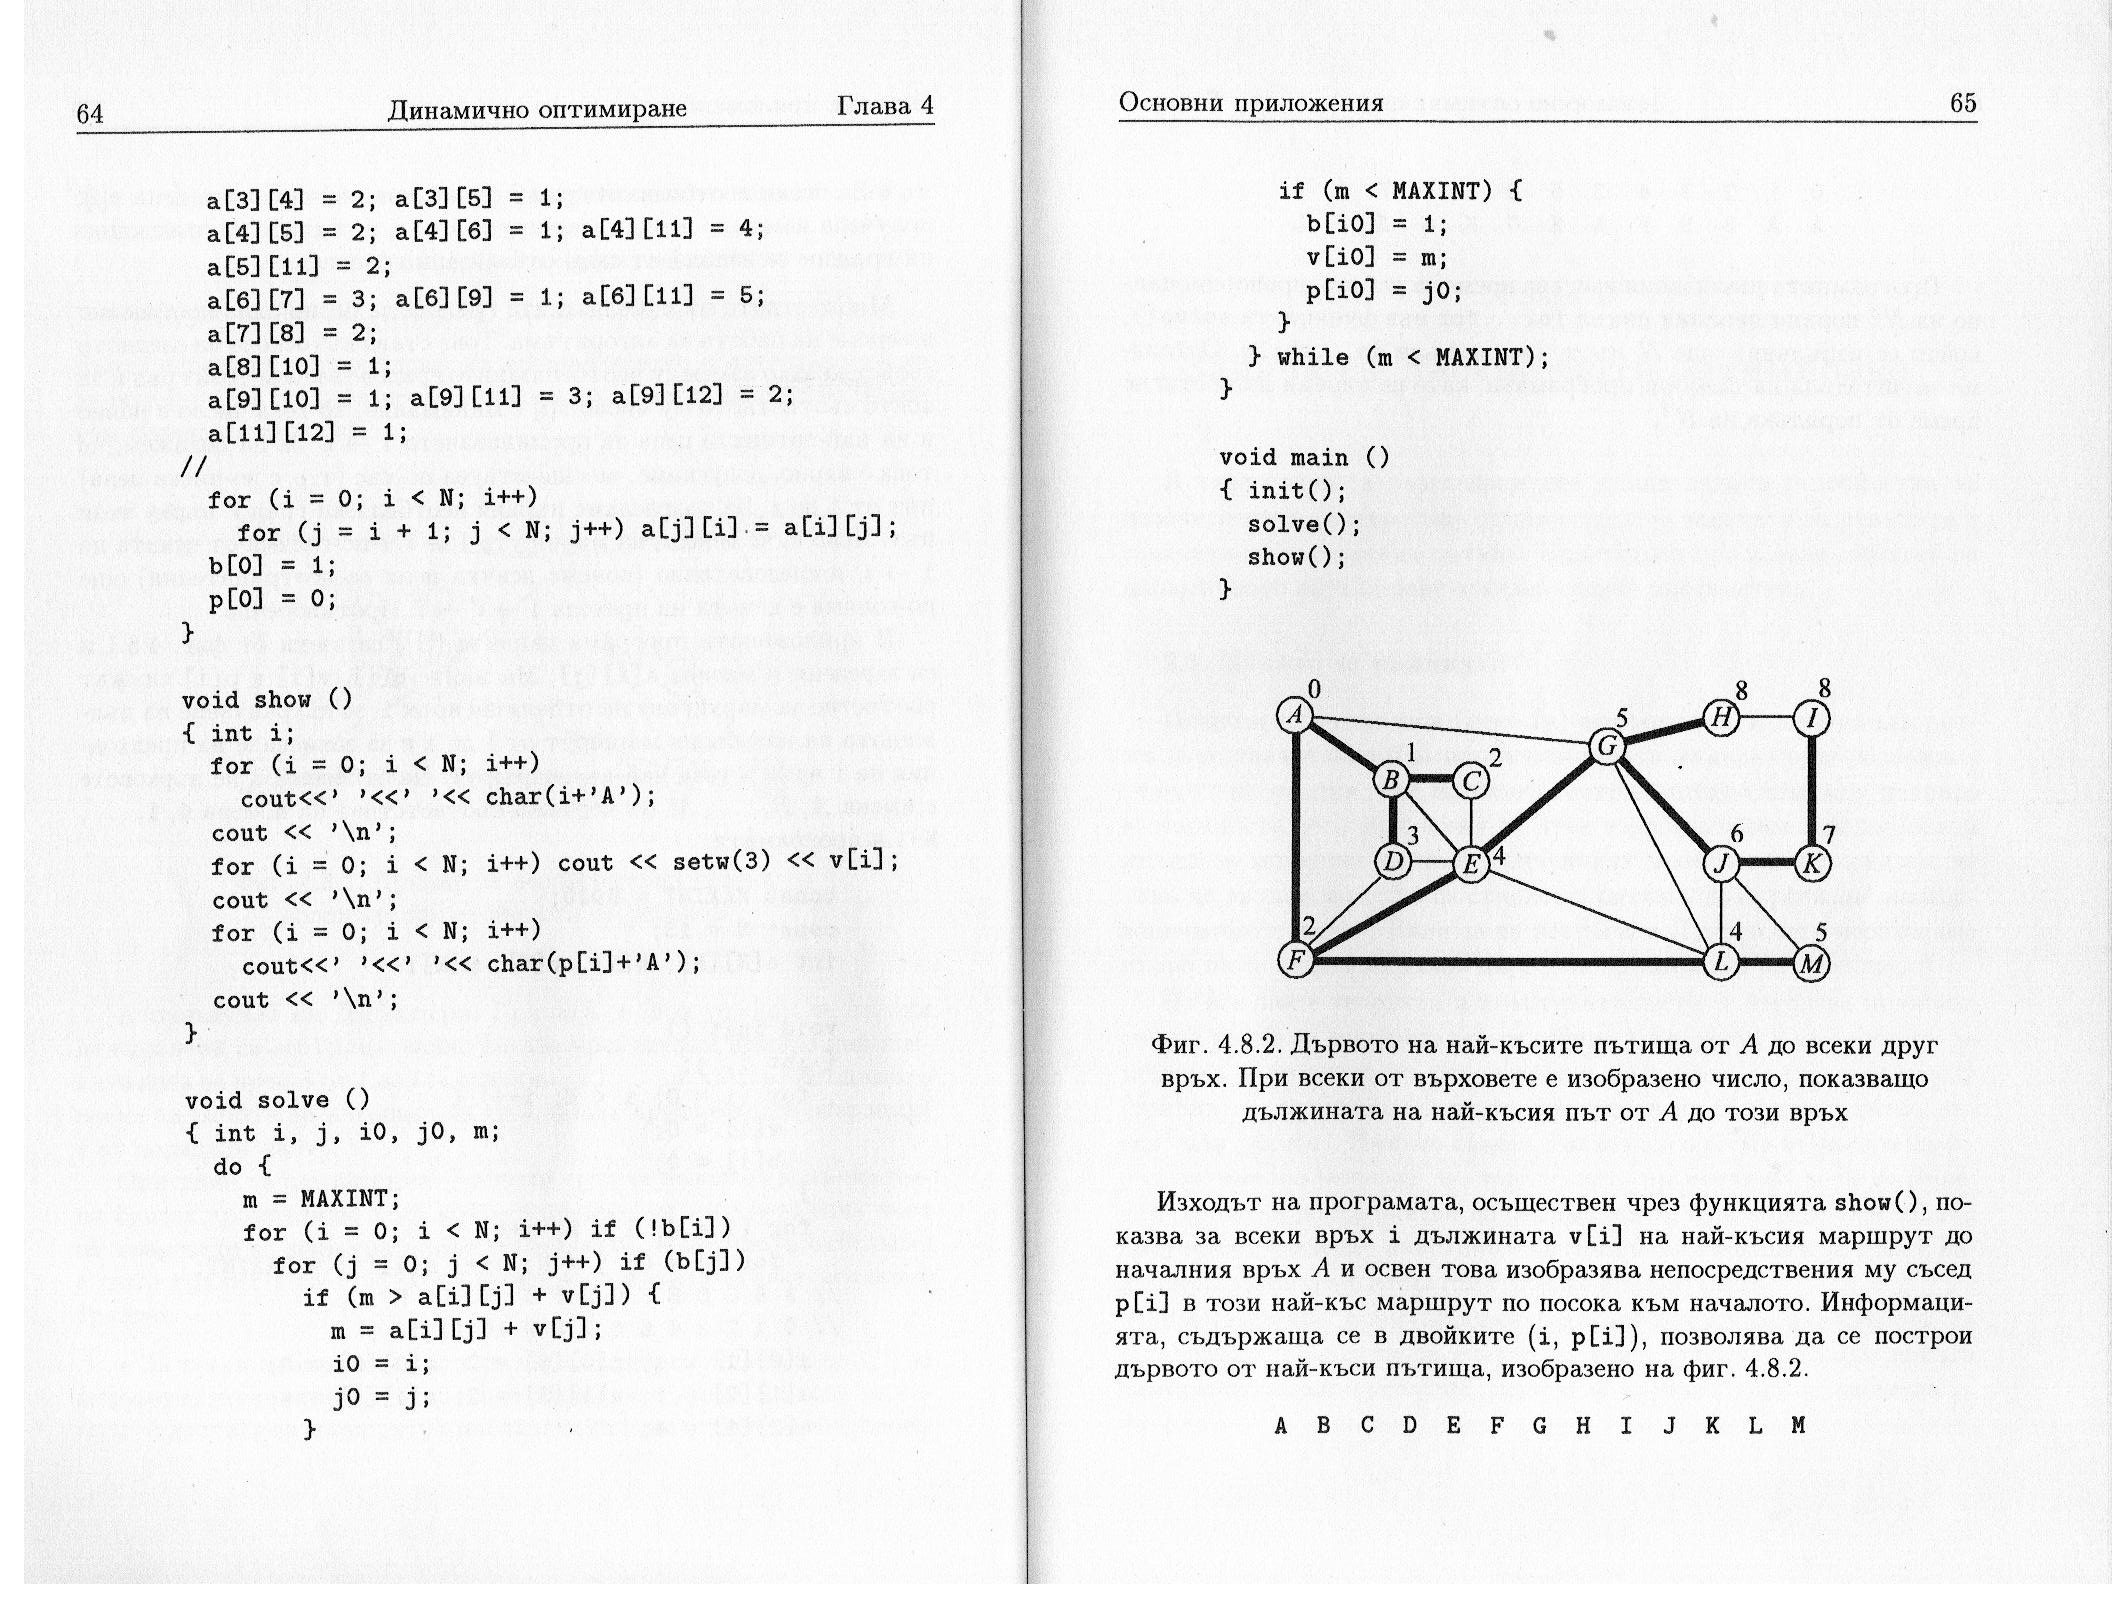 64 Динамично оптимиране Глава 4
a[3][4] = 2; a[3][5] = 1;
a[4][5] = 2; a[4][6] = 1; a[4][11] = 4;
a[5][11] = 2;
a[6][7] = 3; a[6][9] = 1; a[6][11] = 5;
a[7][8] = 2;
a[8][10] = 1;
a[9][10] = 1; a[9][11] = 3; a[9][12] = 2;
a[11][12] = 1;
//
for (i = 0; i < N; i++)
for (j = i + 1; j < N; j++) a[j][i] = a[i][j];
b[0] = 1;
p[0] = 0;
}
void show ()
{ int i;
for (i = 0; i < N; i++)
cout<<' '<<' '<< char(i+'A');
cout << '\n';
for (i = 0; i < N; i++) cout << setw(3) << v[i];
cout << '\n';
for (i = 0; i < N; i++)
cout<<' '<<' '<< char(p[i]+'A');
cout << '\n';
}
void solve ()
{ int i, j, i0, j0, m;
do {
m = MAXINT;
for (i = 0; i < N; i++) if (!b[i])
for (j = 0; j < N; j++) if (b[j])
if (m > a[i][j] + v[j]) {
m = a[i][j] + v[j];
i0 = i;
j0 = j;
}
Основни приложения 65
if (m < MAXINT) {
b[i0] = 1;
v[i0] = m;
p[i0] = j0;
}
} while (m < MAXINT);
}
void main ()
{ init();
solve();
show();
}
0 8 8
A 5 H I
G
1 2
B C
3 6 7
D E 4 J K
2 4 5
F L M
Фиг. 4.8.2. Дървото на най-късите пътища от A до всеки друг
връх. При всеки от върховете е изобразено число, показващо
дължината на най-късия път от A до този връх
Изходът на програмата, осъществен чрез функцията show(), по-
казва за всеки връх i дължината v[i] на най-късия маршрут до
началния връх A и освен това изобразява непосредствения му съсед
p[i] в този най-къс маршрут по посока към началото. Информаци-
ята, съдържаща се в двойките (i, p[i]), позволява да се построи
дървото от най-къси пътища, изобразено на фиг. 4.8.2.
A B C D E F G H I J K L M